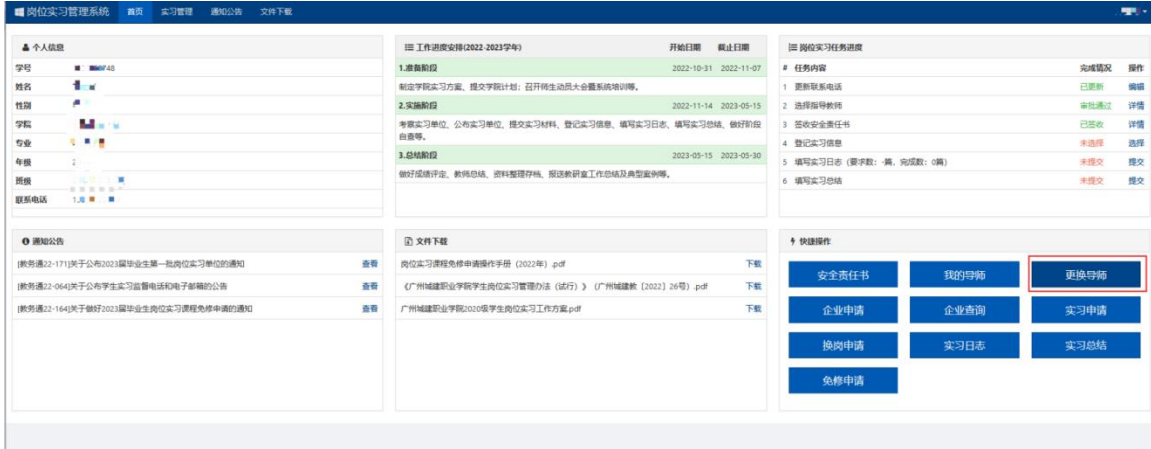 岗位实习管理系统 首页 实习管理 通知公告 文件下载
个人信息
学号 48
姓名
性别
学院
专业
年级
班级
联系电话
工作进度安排(2022-2023学年) 开始日期 截止日期
1.准备阶段 2022-10-31 2022-11-07
制定学院实习方案、提交学院计划；召开师生动员大会暨系统培训等。
2.实施阶段 2022-11-14 2023-05-15
考察实习单位、公布实习单位、提交实习材料、登记实习信息、填写实习日志、填写实习总结、做好阶段
自查等。
3.总结阶段 2023-05-15 2023-05-30
做好成绩评定、教师总结、资料整理存档、报送教研室工作总结及典型案例等。
岗位实习任务进度
# 任务内容 完成情况 操作
1 更新联系电话 已更新 编辑
2 选择指导教师 审批通过 详情
3 签收安全责任书 已签收 详情
4 登记实习信息 未选择 选择
5 填写实习日志（要求数：-篇，完成数：0篇） 未提交 提交
6 填写实习总结 未提交 提交
通知公告
[教务通22-171]关于公布2023届毕业生第一批岗位实习单位的通知 查看
[教务通22-064]关于公布学生实习监督电话和电子邮箱的公告 查看
[教务通22-164]关于做好2023届毕业生岗位实习课程免修申请的通知 查看
文件下载
岗位实习课程免修申请操作手册（2022年）.pdf 下载
《广州城建职业学院学生岗位实习管理办法（试行）》（广州城建教〔2022〕26号）.pdf 下载
广州城建职业学院2020级学生岗位实习工作方案.pdf 下载
快捷操作
安全责任书 我的导师 更换导师
企业申请 企业查询 实习申请
换岗申请 实习日志 实习总结
免修申请